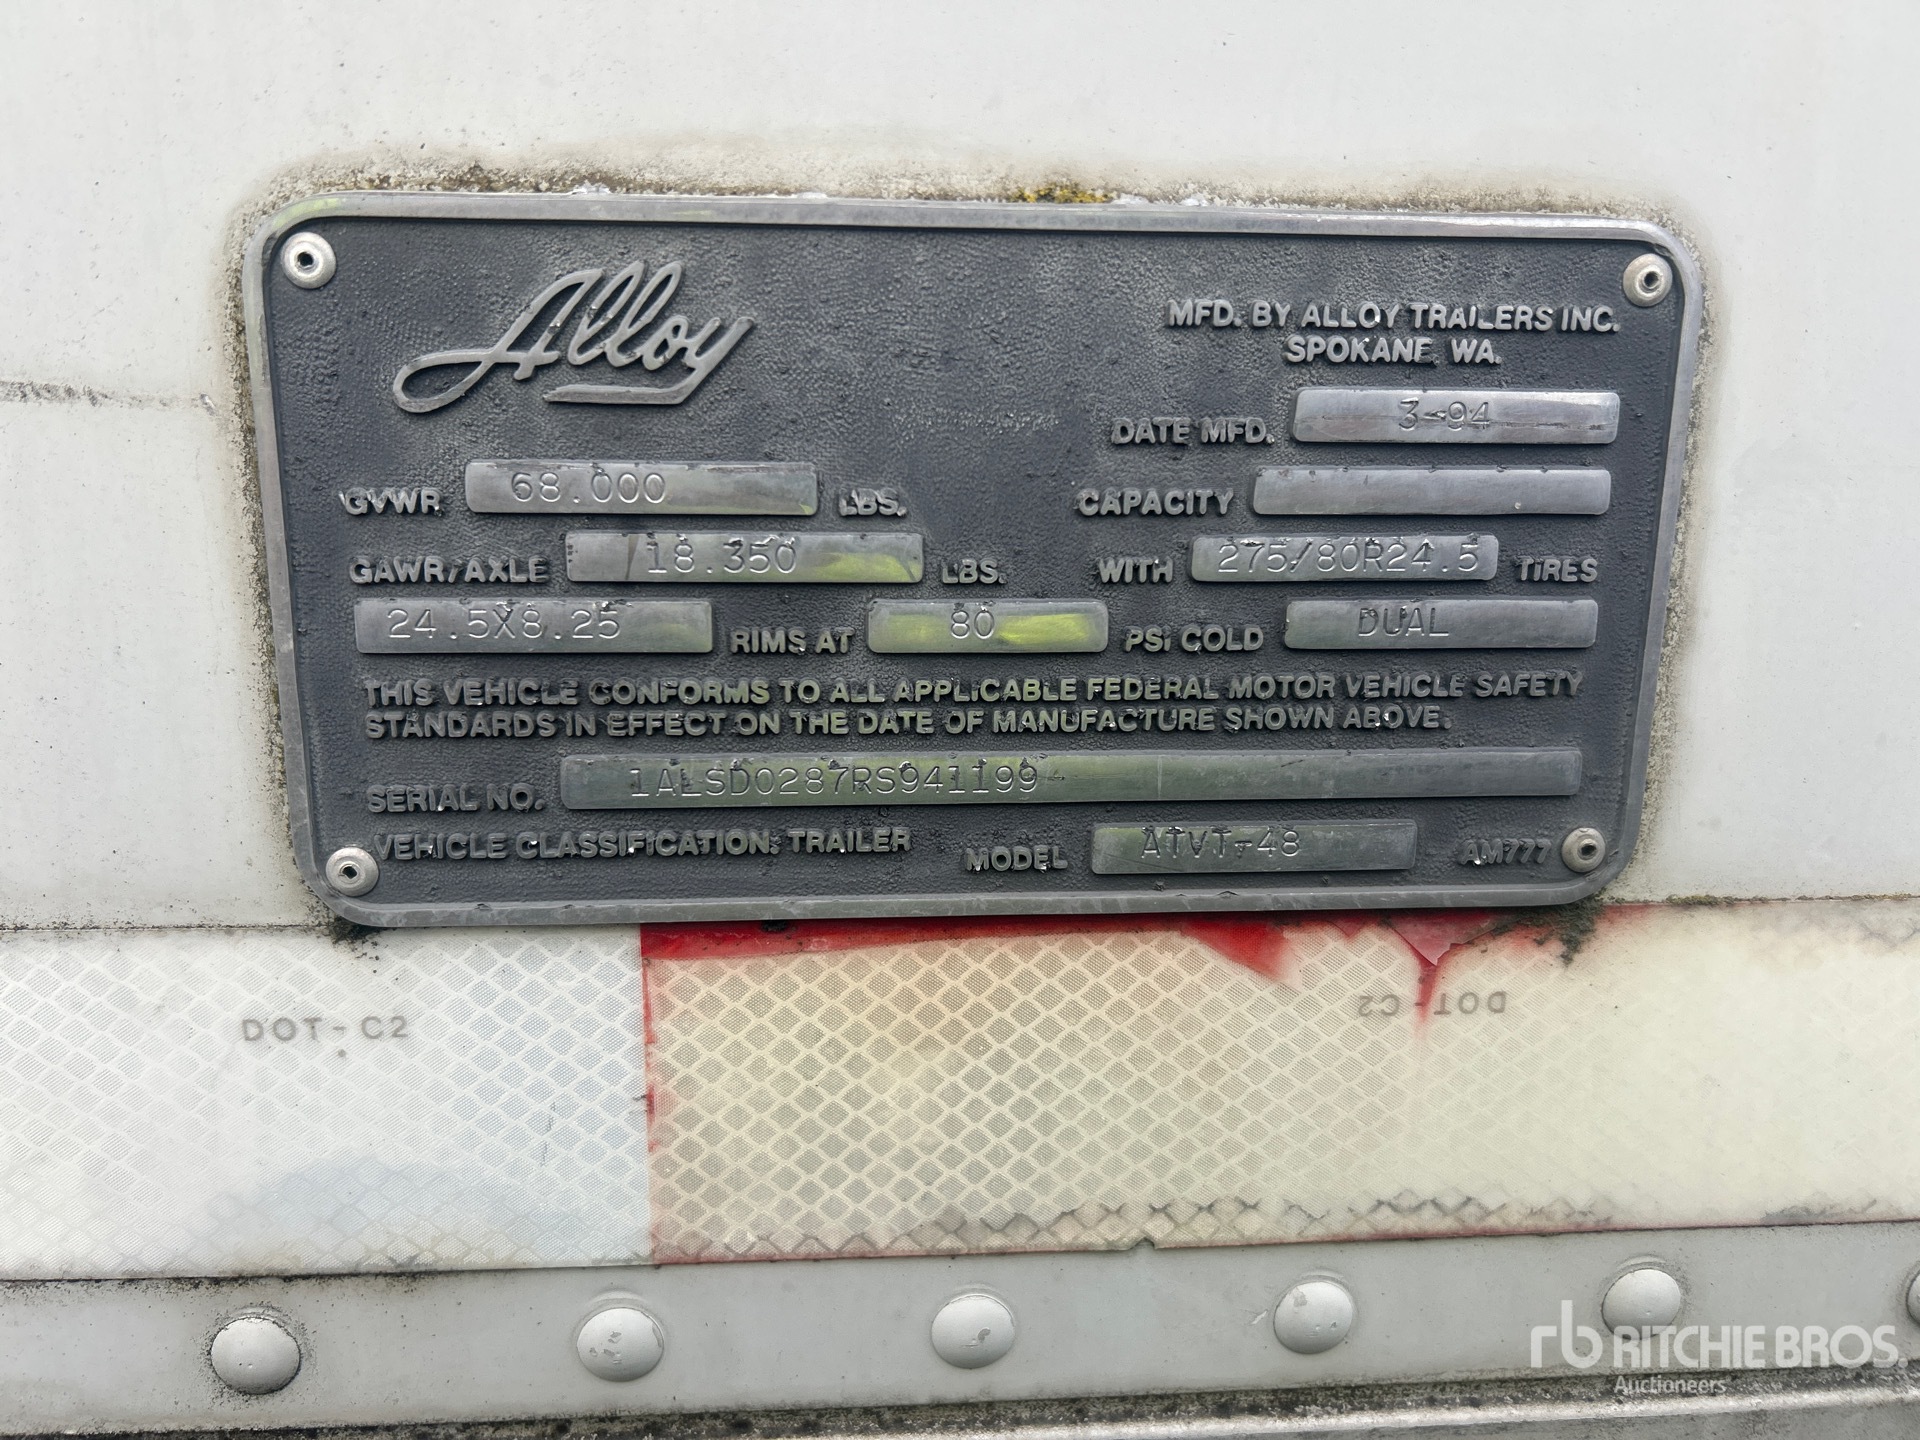 Alloy
MFD. BY ALLOY TRAILERS INC.
SPOKANE, WA.
DATE MFD. 3-94
GVWR 68.000 LBS. CAPACITY
GAWR/AXLE 18.350 LBS. WITH 275/80R24.5 TIRES
24.5X8.25 RIMS AT 80 PSI COLD DUAL
THIS VEHICLE CONFORMS TO ALL APPLICABLE FEDERAL MOTOR VEHICLE SAFETY
STANDARDS IN EFFECT ON THE DATE OF MANUFACTURE SHOWN ABOVE.
SERIAL NO. 1ALSD0287RS941199
VEHICLE CLASSIFICATION: TRAILER MODEL ATVT-48 AM777
DOT-C2
DOT-C2
rb RITCHIE BROS.
Auctioneers